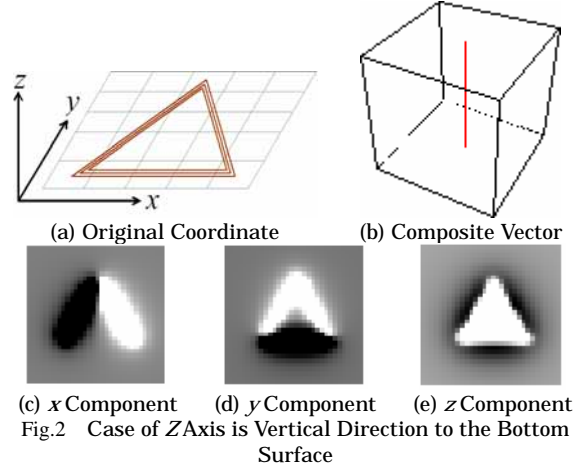 z
y
x
(a) Original Coordinate
(b) Composite Vector
(c) x Component
(d) y Component
(e) z Component
Fig.2 Case of Z Axis is Vertical Direction to the Bottom
Surface